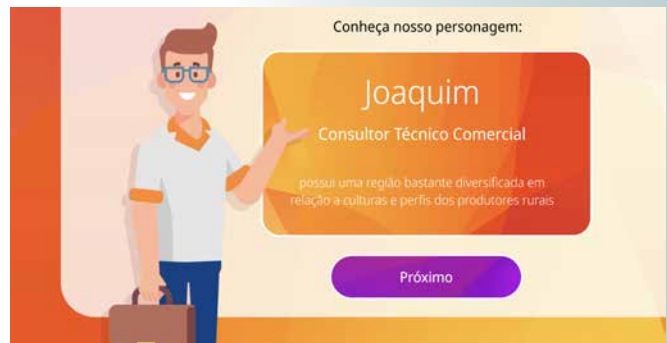 Conheça nosso personagem:
Joaquim
Consultor Técnico Comercial
possui uma região bastante diversificada em
relação a culturas e perfis dos produtores rurais
Próximo